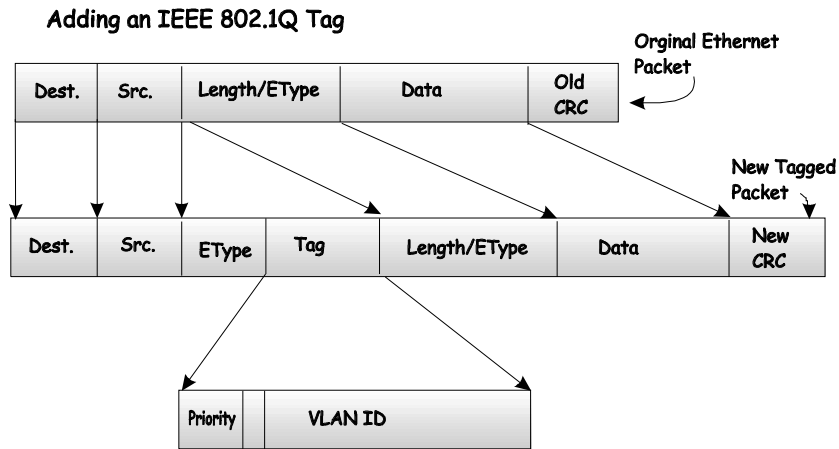 Adding an IEEE 802.1Q Tag
Orginal Ethernet
Packet
Dest.
Src.
Length/EType
Data
Old
CRC
New Tagged
Packet
Dest.
Src.
EType
Tag
Length/EType
Data
New
CRC
Priority
VLAN ID